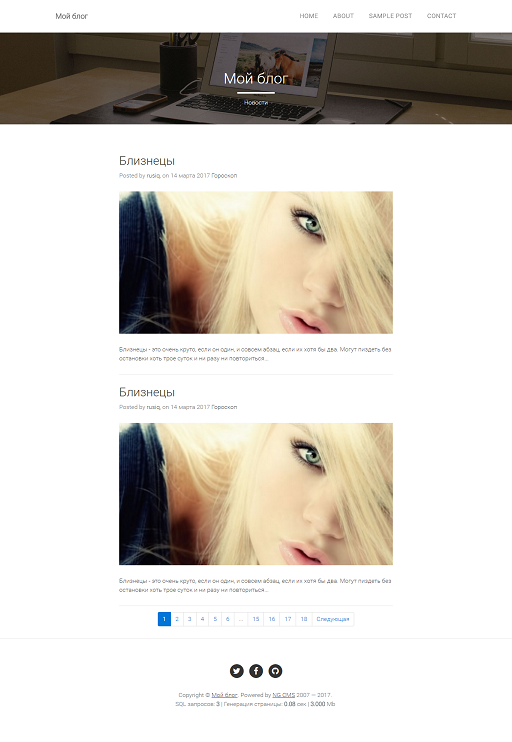 Мой блог
HOME ABOUT SAMPLE POST CONTACT
Мой блог
Новости
Близнецы
Posted by rusiq, on 14 марта 2017 Гороскоп
Близнецы - это очень круто, если он один, и совсем абзац, если их хотя бы два. Могут пиздеть без
остановки хоть трое суток и ни разу ни повториться...
Близнецы
Posted by rusiq, on 14 марта 2017 Гороскоп
Близнецы - это очень круто, если он один, и совсем абзац, если их хотя бы два. Могут пиздеть без
остановки хоть трое суток и ни разу ни повториться...
1 2 3 4 5 6 ... 15 16 17 18 Следующая
Copyright © Мой блог. Powered by NG CMS 2007 — 2017.
SQL запросов: 3 | Генерация страницы: 0.08 сек | 3.000 Mb